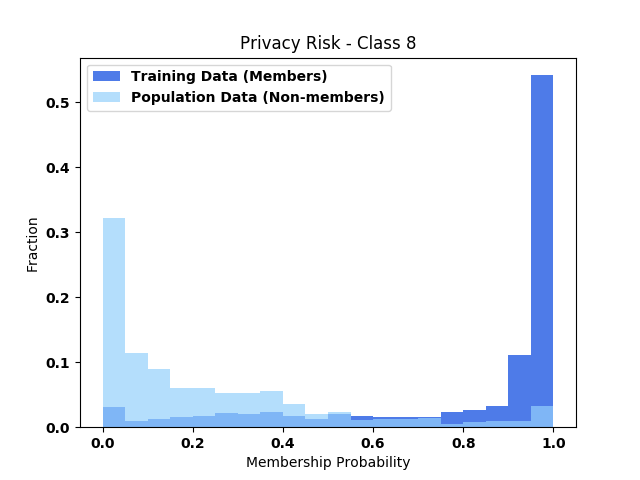 Privacy Risk - Class 8
Training Data (Members)
Population Data (Non-members)
Fraction
0.5
0.4
0.3
0.2
0.1
0.0
0.0 0.2 0.4 0.6 0.8 1.0
Membership Probability